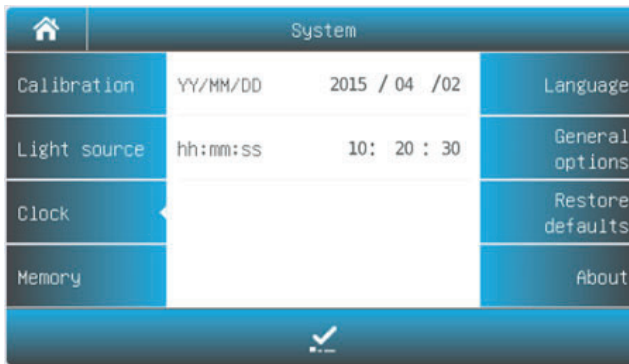 System
Calibration
YY/MM/DD 2015 / 04 /02
Language
Light source
hh:mm:ss 10: 20 : 30
General
options
Clock
Restore
defaults
Memory
About